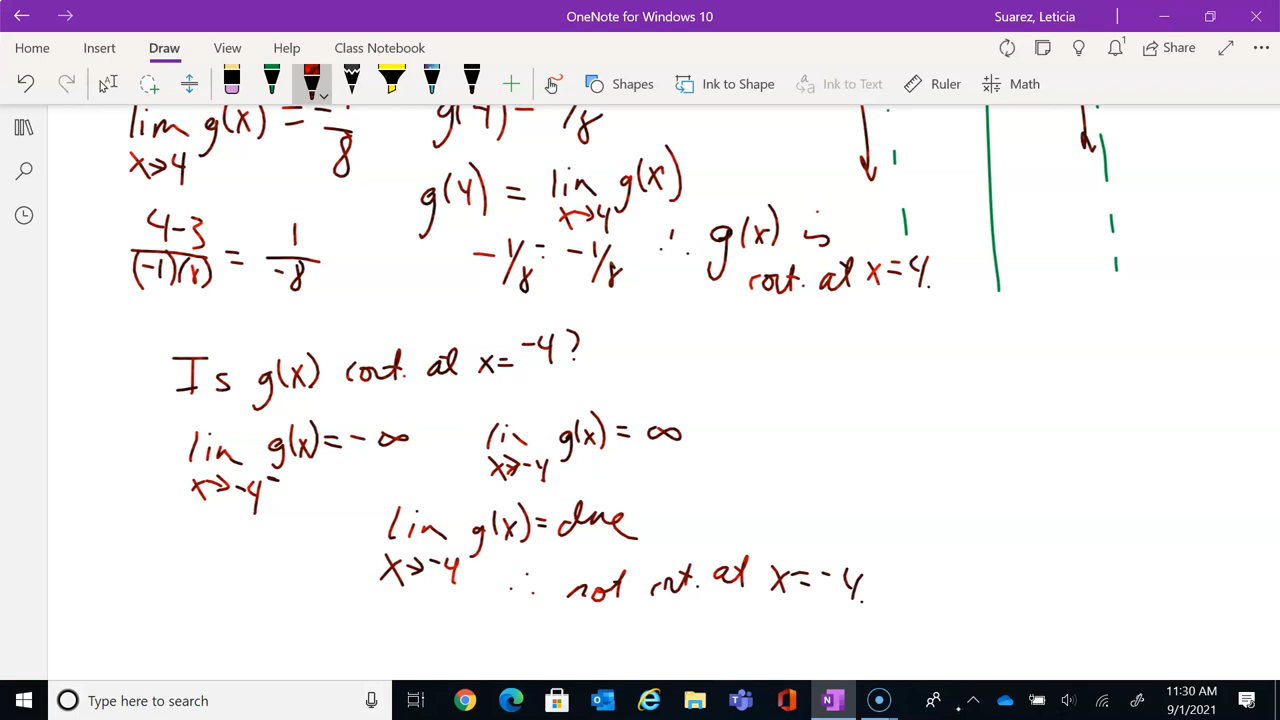 OneNote for Windows 10
Suarez, Leticia
Home Insert Draw View Help Class Notebook
Share
Shapes Ink to Shape Ink to Text Ruler Math
lim g(x) = -1/8 g(4) = -1/8
x→4
g(4) = lim g(x)
x→4
4-3/(-1)(8) = 1/-8
-1/8 = -1/8 ∴ g(x) is
cont. at x=4.
Is g(x) cont. at x=-4?
lim g(x) = -∞ lim g(x) = ∞
x→-4⁻ x→-4
lim g(x) = dne
x→-4
∴ not cnt. at x=-4.
Type here to search
11:30 AM
9/1/2021